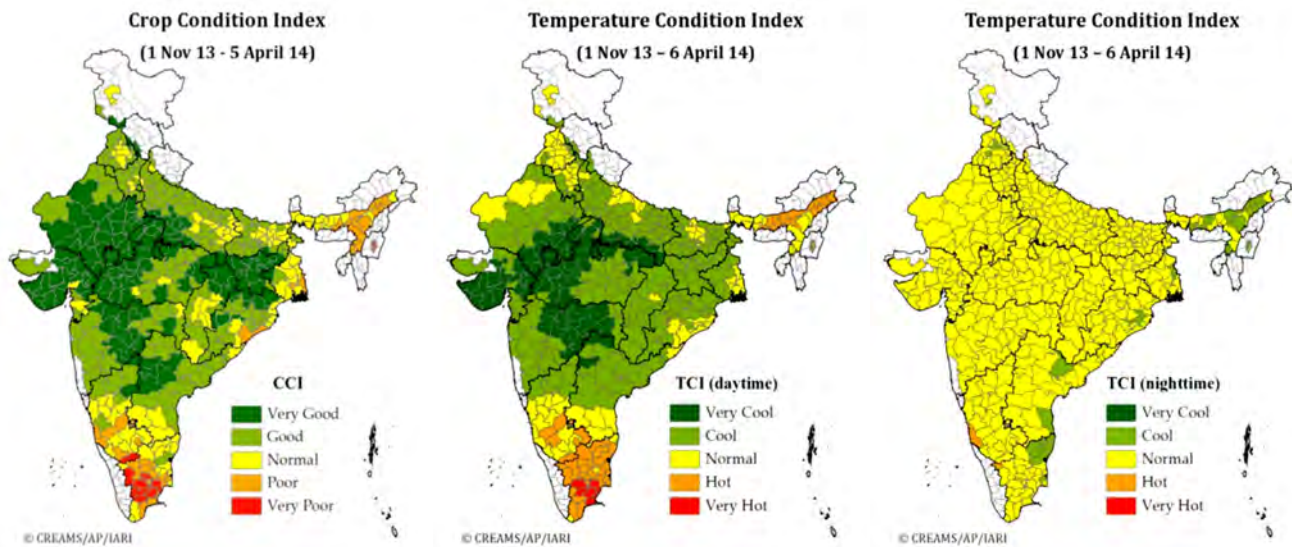 Crop Condition Index
(1 Nov 13 - 5 April 14)
CCI
Very Good
Good
Normal
Poor
Very Poor
© CREAMS/AP/IARI
Temperature Condition Index
(1 Nov 13 – 6 April 14)
TCI (daytime)
Very Cool
Cool
Normal
Hot
Very Hot
© CREAMS/AP/IARI
Temperature Condition Index
(1 Nov 13 – 6 April 14)
TCI (nighttime)
Very Cool
Cool
Normal
Hot
Very Hot
© CREAMS/AP/IARI